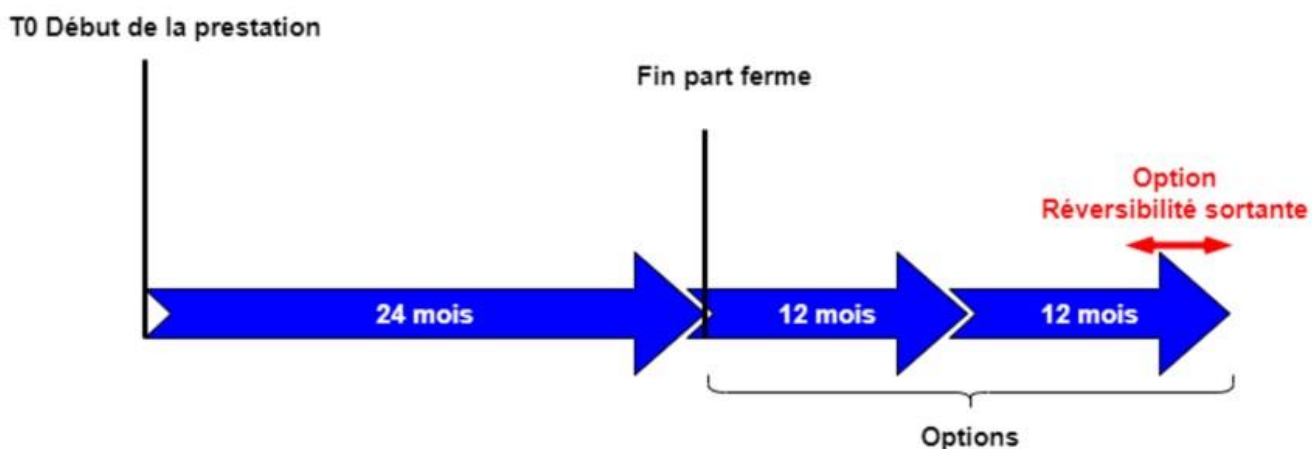 T0 Début de la prestation
Fin part ferme
Option
Réversibilité sortante
24 mois
12 mois
12 mois
Options